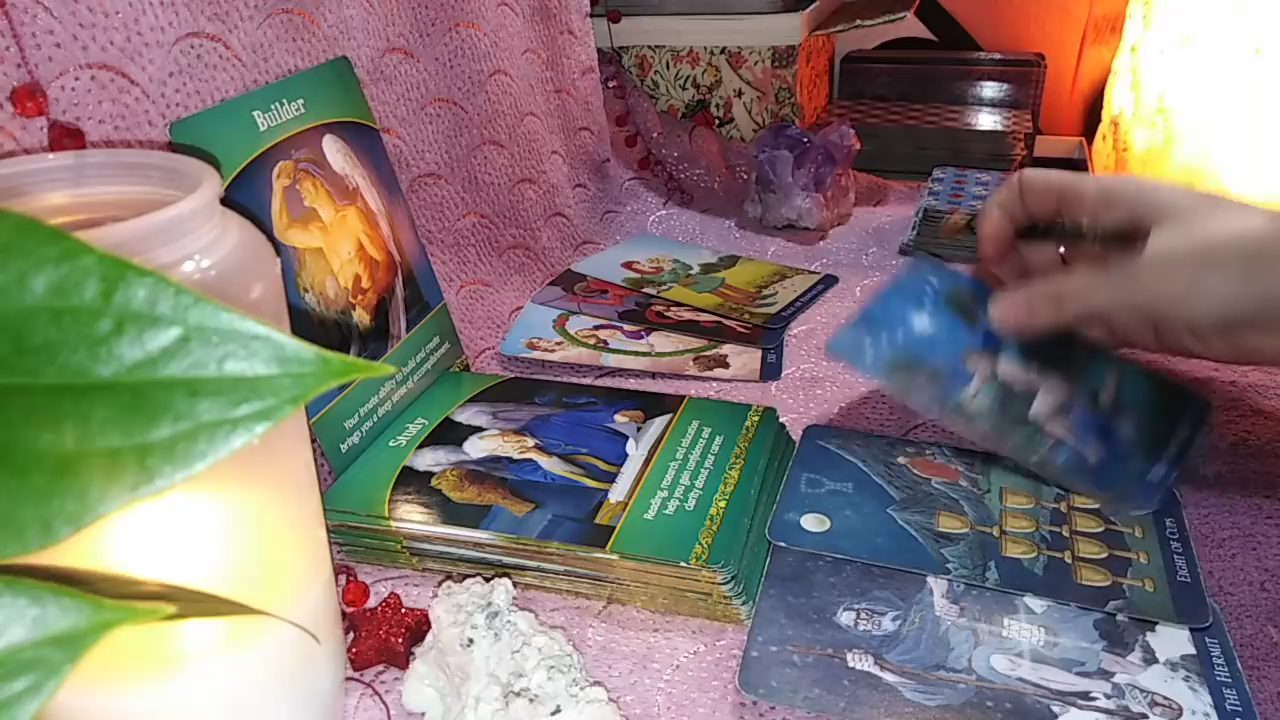 Builder
Your innate ability to build and create
brings you a deep sense of accomplishment.
Study
Reading, research, and education
help you gain confidence and
clarity about your career.
XXI
EIGHT OF CUPS
THE HERMIT